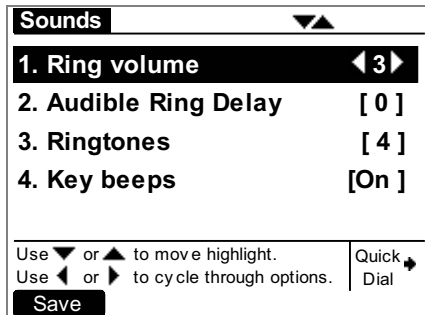 Sounds ▼▲
1. Ring volume ◀3▶
2. Audible Ring Delay [ 0 ]
3. Ringtones [ 4 ]
4. Key beeps [On ]
Use ▼ or ▲ to move highlight.
Use ◀ or ▶ to cycle through options.
Quick ➧
Dial
Save